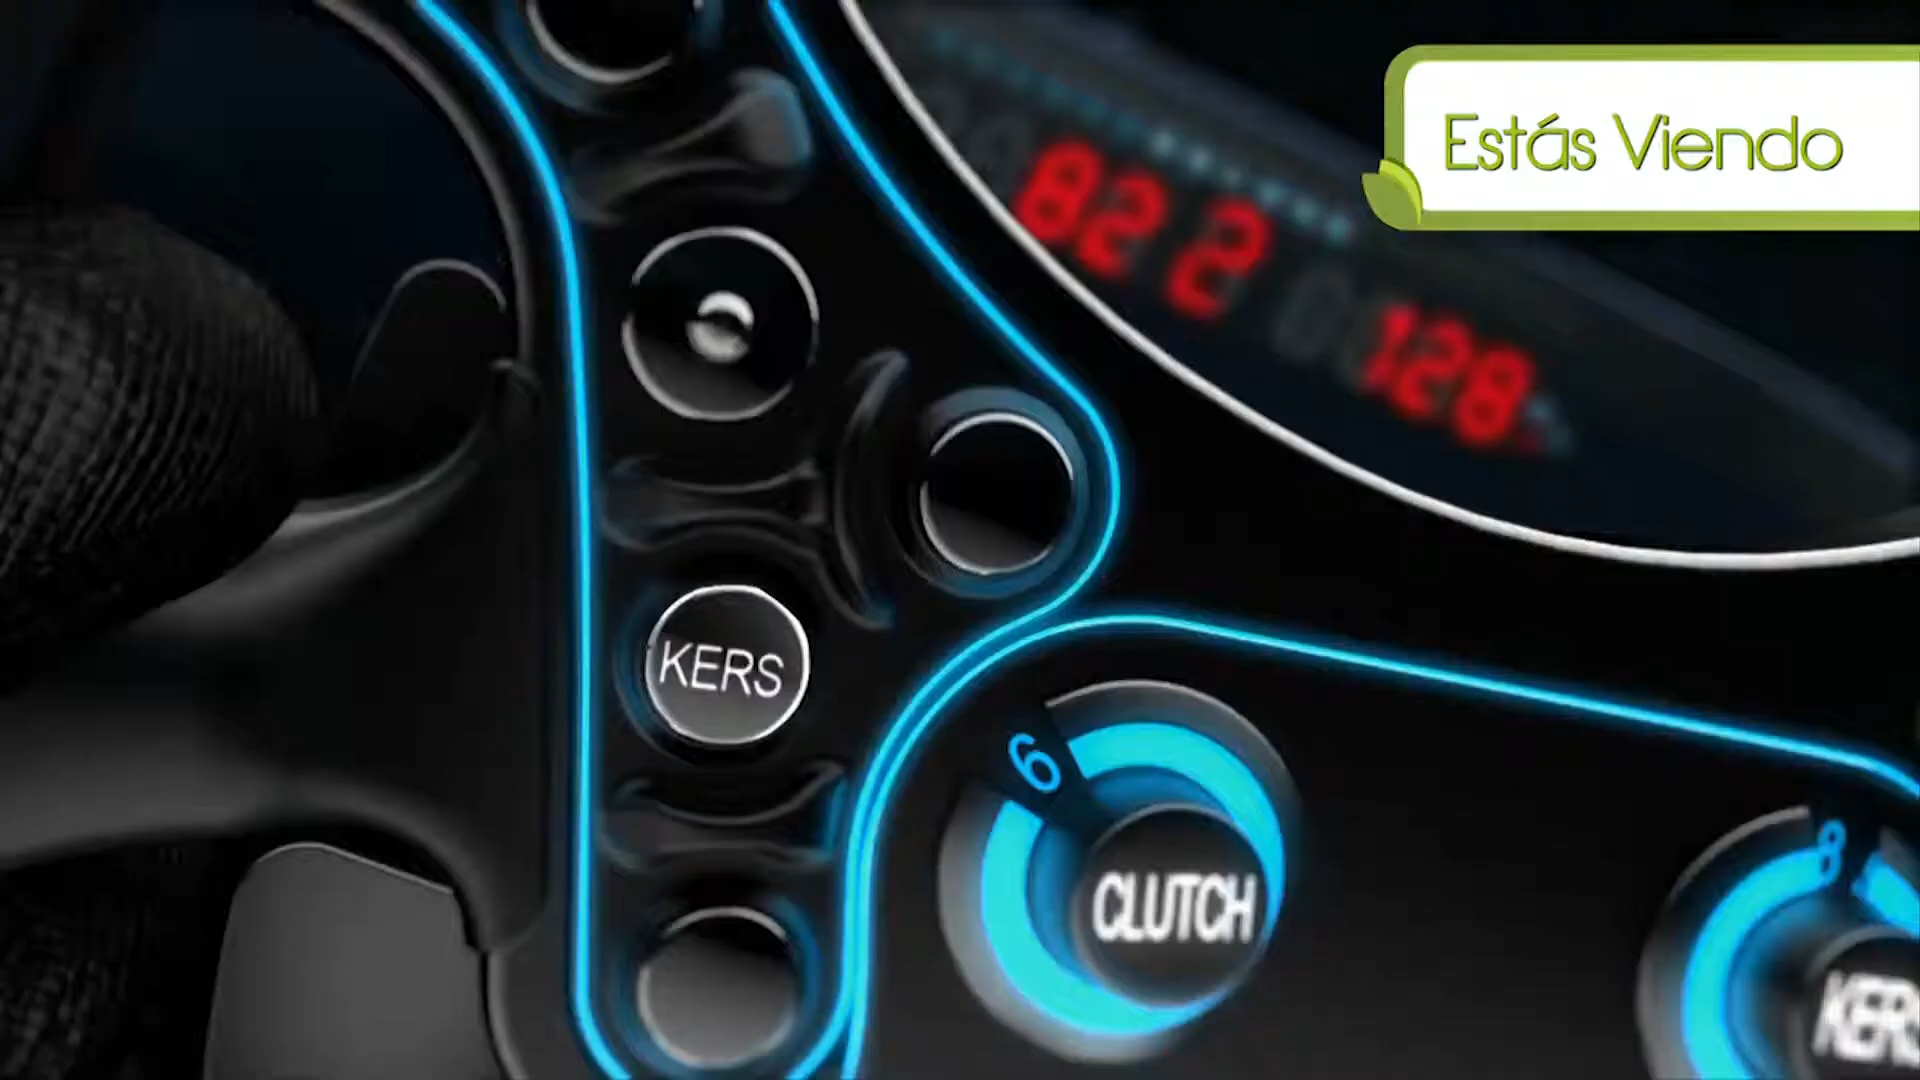 Estás Viendo
82 2 128
KERS
6
CLUTCH
8
KERS